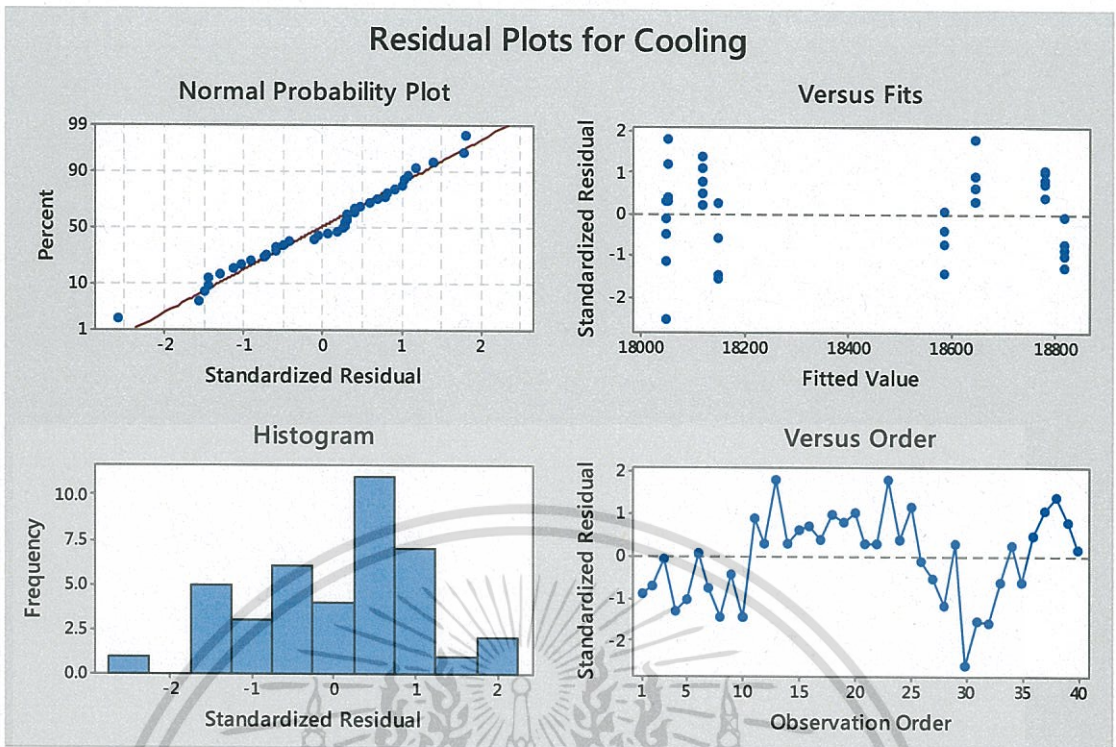 Residual Plots for Cooling
Normal Probability Plot
99
90
50
10
1
Percent
-2 -1 0 1 2
Standardized Residual
Versus Fits
2
1
0
-1
-2
Standardized Residual
18000 18200 18400 18600 18800
Fitted Value
Histogram
10.0
7.5
5.0
2.5
0.0
Frequency
-2 -1 0 1 2
Standardized Residual
Versus Order
2
1
0
-1
-2
Standardized Residual
1 5 10 15 20 25 30 35 40
Observation Order